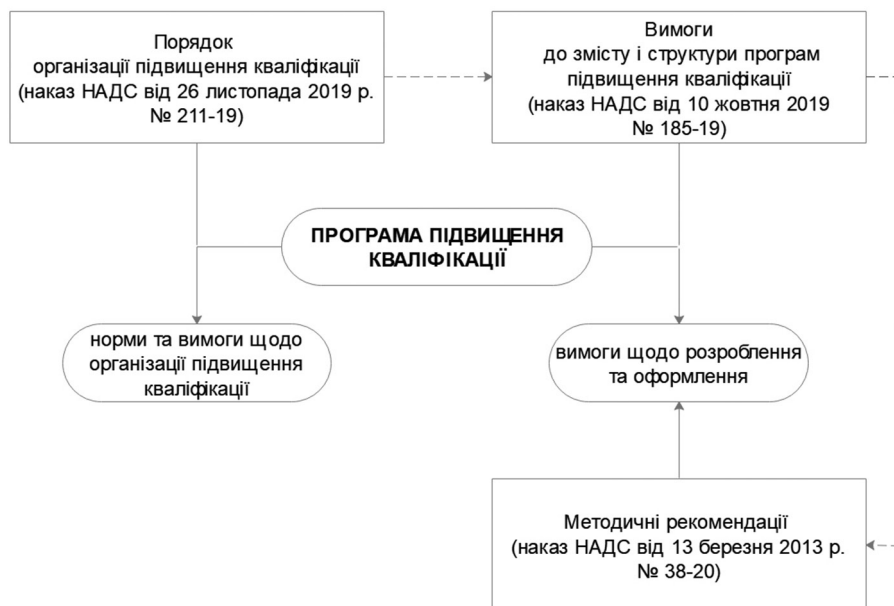 Порядок
організації підвищення кваліфікації
(наказ НАДС від 26 листопада 2019 р.
№ 211-19)
Вимоги
до змісту і структури програм
підвищення кваліфікації
(наказ НАДС від 10 жовтня 2019
№ 185-19)
ПРОГРАМА ПІДВИЩЕННЯ
КВАЛІФІКАЦІЇ
норми та вимоги щодо
організації підвищення
кваліфікації
вимоги щодо розроблення
та оформлення
Методичні рекомендації
(наказ НАДС від 13 березня 2013 р.
№ 38-20)